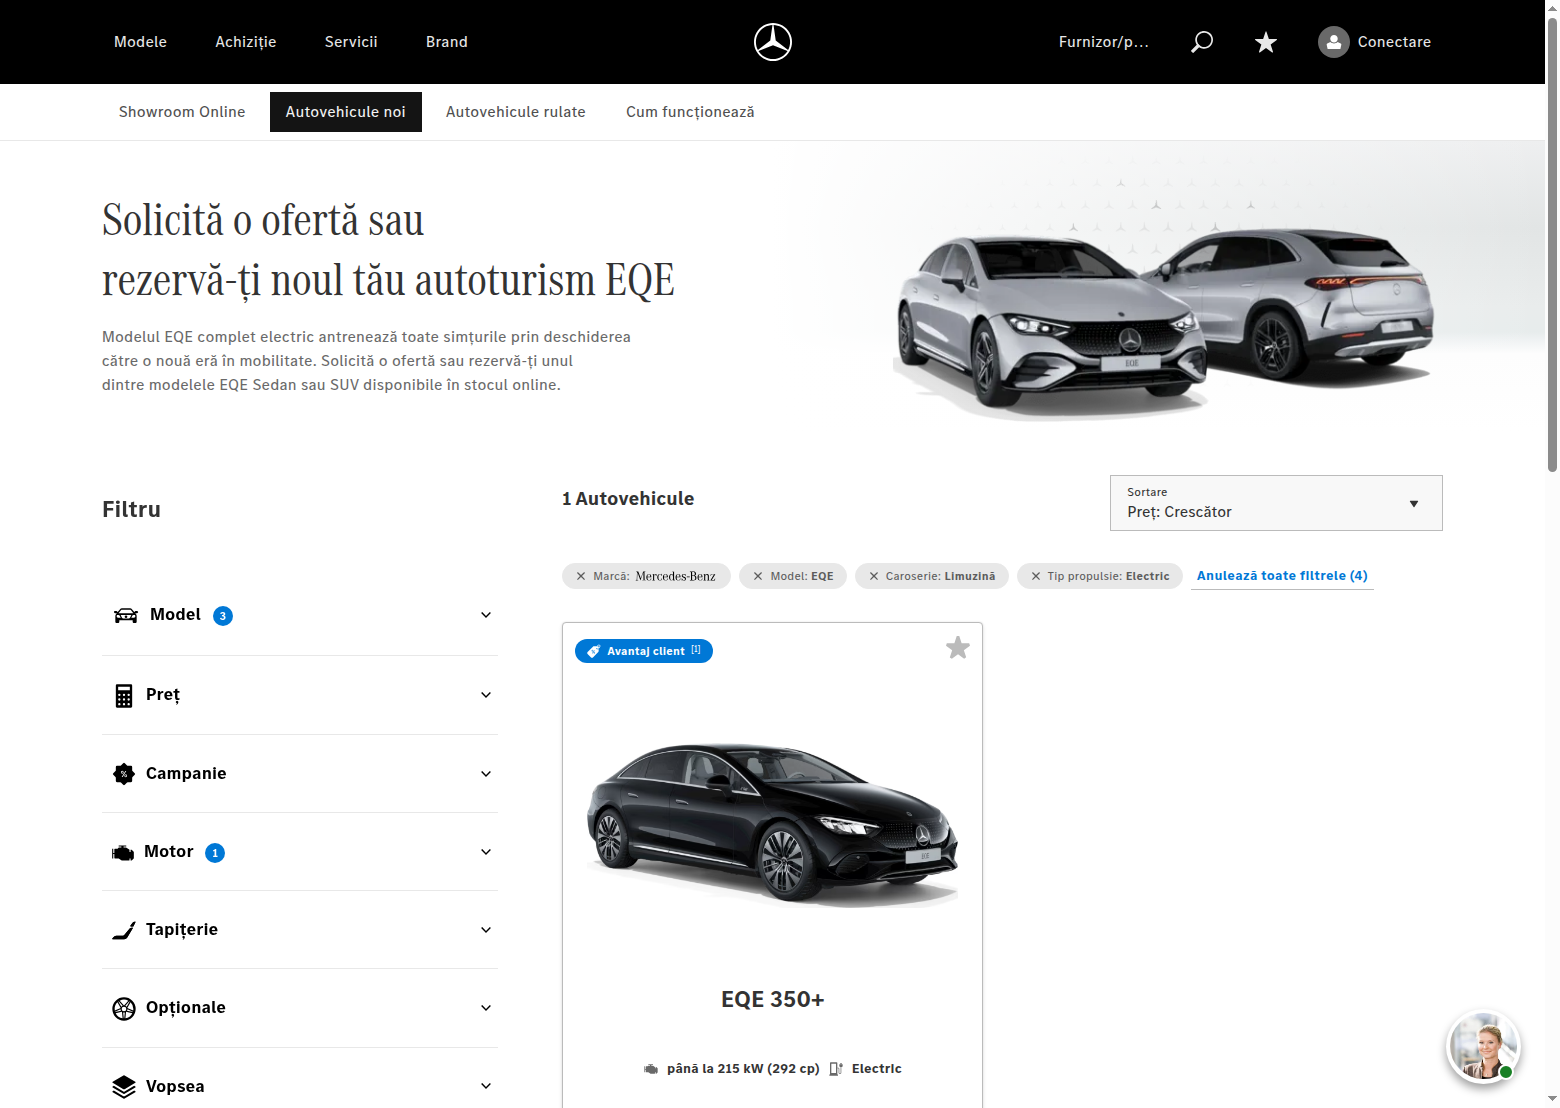 Modele
Achiziție
Servicii
Brand
Furnizor/p...
Conectare
Showroom Online
Autovehicule noi
Autovehicule rulate
Cum funcționează
Solicită o ofertă sau
rezervă-ți noul tău autoturism EQE
Modelul EQE complet electric antrenează toate simțurile prin deschiderea
către o nouă eră în mobilitate. Solicită o ofertă sau rezervă-ți unul
dintre modelele EQE Sedan sau SUV disponibile în stocul online.
EQE
Filtru
1 Autovehicule
Sortare
Preț: Crescător
Marcă: Mercedes-Benz
Model: EQE
Caroserie: Limuzină
Tip propulsie: Electric
Anulează toate filtrele (4)
Model 3
Preț
Campanie
Motor 1
Tapițerie
Opționale
Vopsea
Avantaj client [1]
EQE 350+
până la 215 kW (292 cp)
Electric